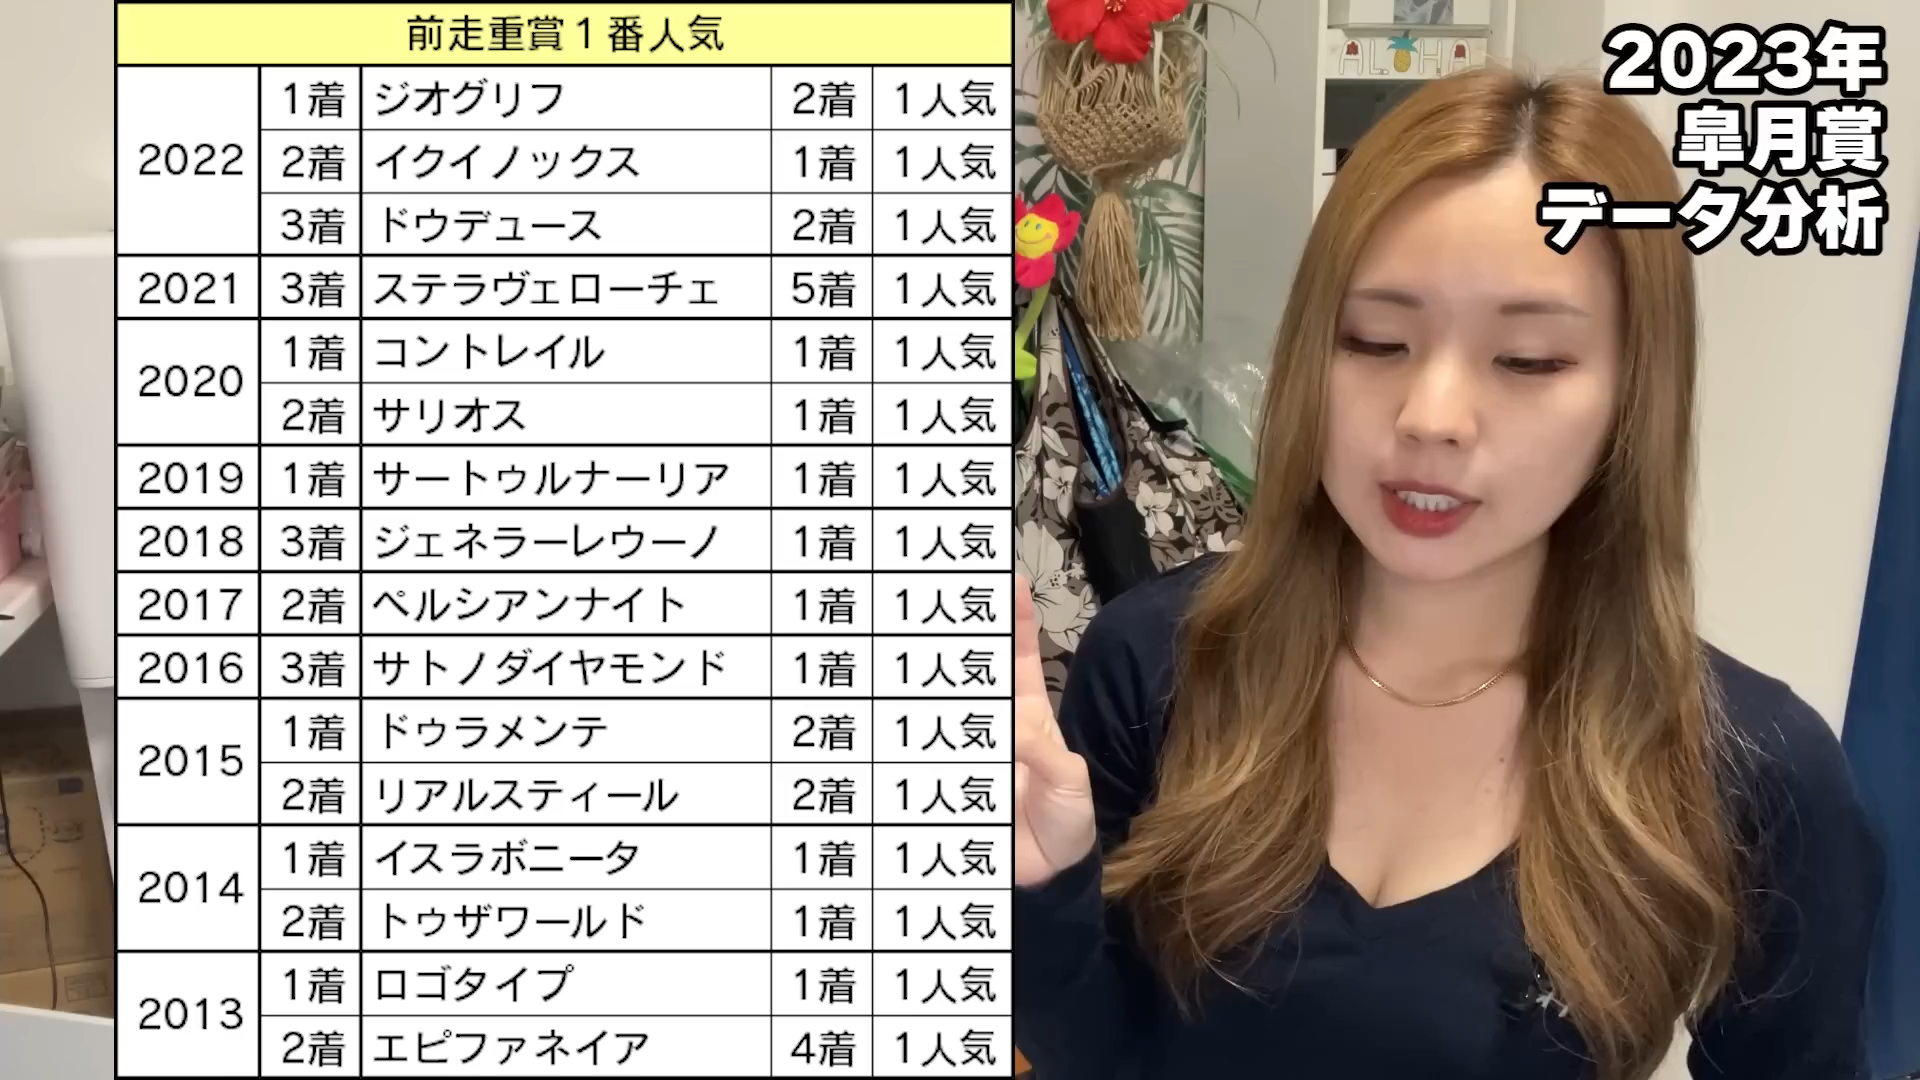 前走重賞1番人気
2022
1着 ジオグリフ 2着 1人気
2着 イクイノックス 1着 1人気
3着 ドウデュース 2着 1人気
2021 3着 ステラヴェローチェ 5着 1人気
2020
1着 コントレイル 1着 1人気
2着 サリオス 1着 1人気
2019 1着 サートゥルナーリア 1着 1人気
2018 3着 ジェネラーレウーノ 1着 1人気
2017 2着 ペルシアンナイト 1着 1人気
2016 3着 サトノダイヤモンド 1着 1人気
2015
1着 ドゥラメンテ 2着 1人気
2着 リアルスティール 2着 1人気
2014
1着 イスラボニータ 1着 1人気
2着 トゥザワールド 1着 1人気
2013
1着 ロゴタイプ 1着 1人気
2着 エピファネイア 4着 1人気
ALOHA
2023年
皐月賞
データ分析